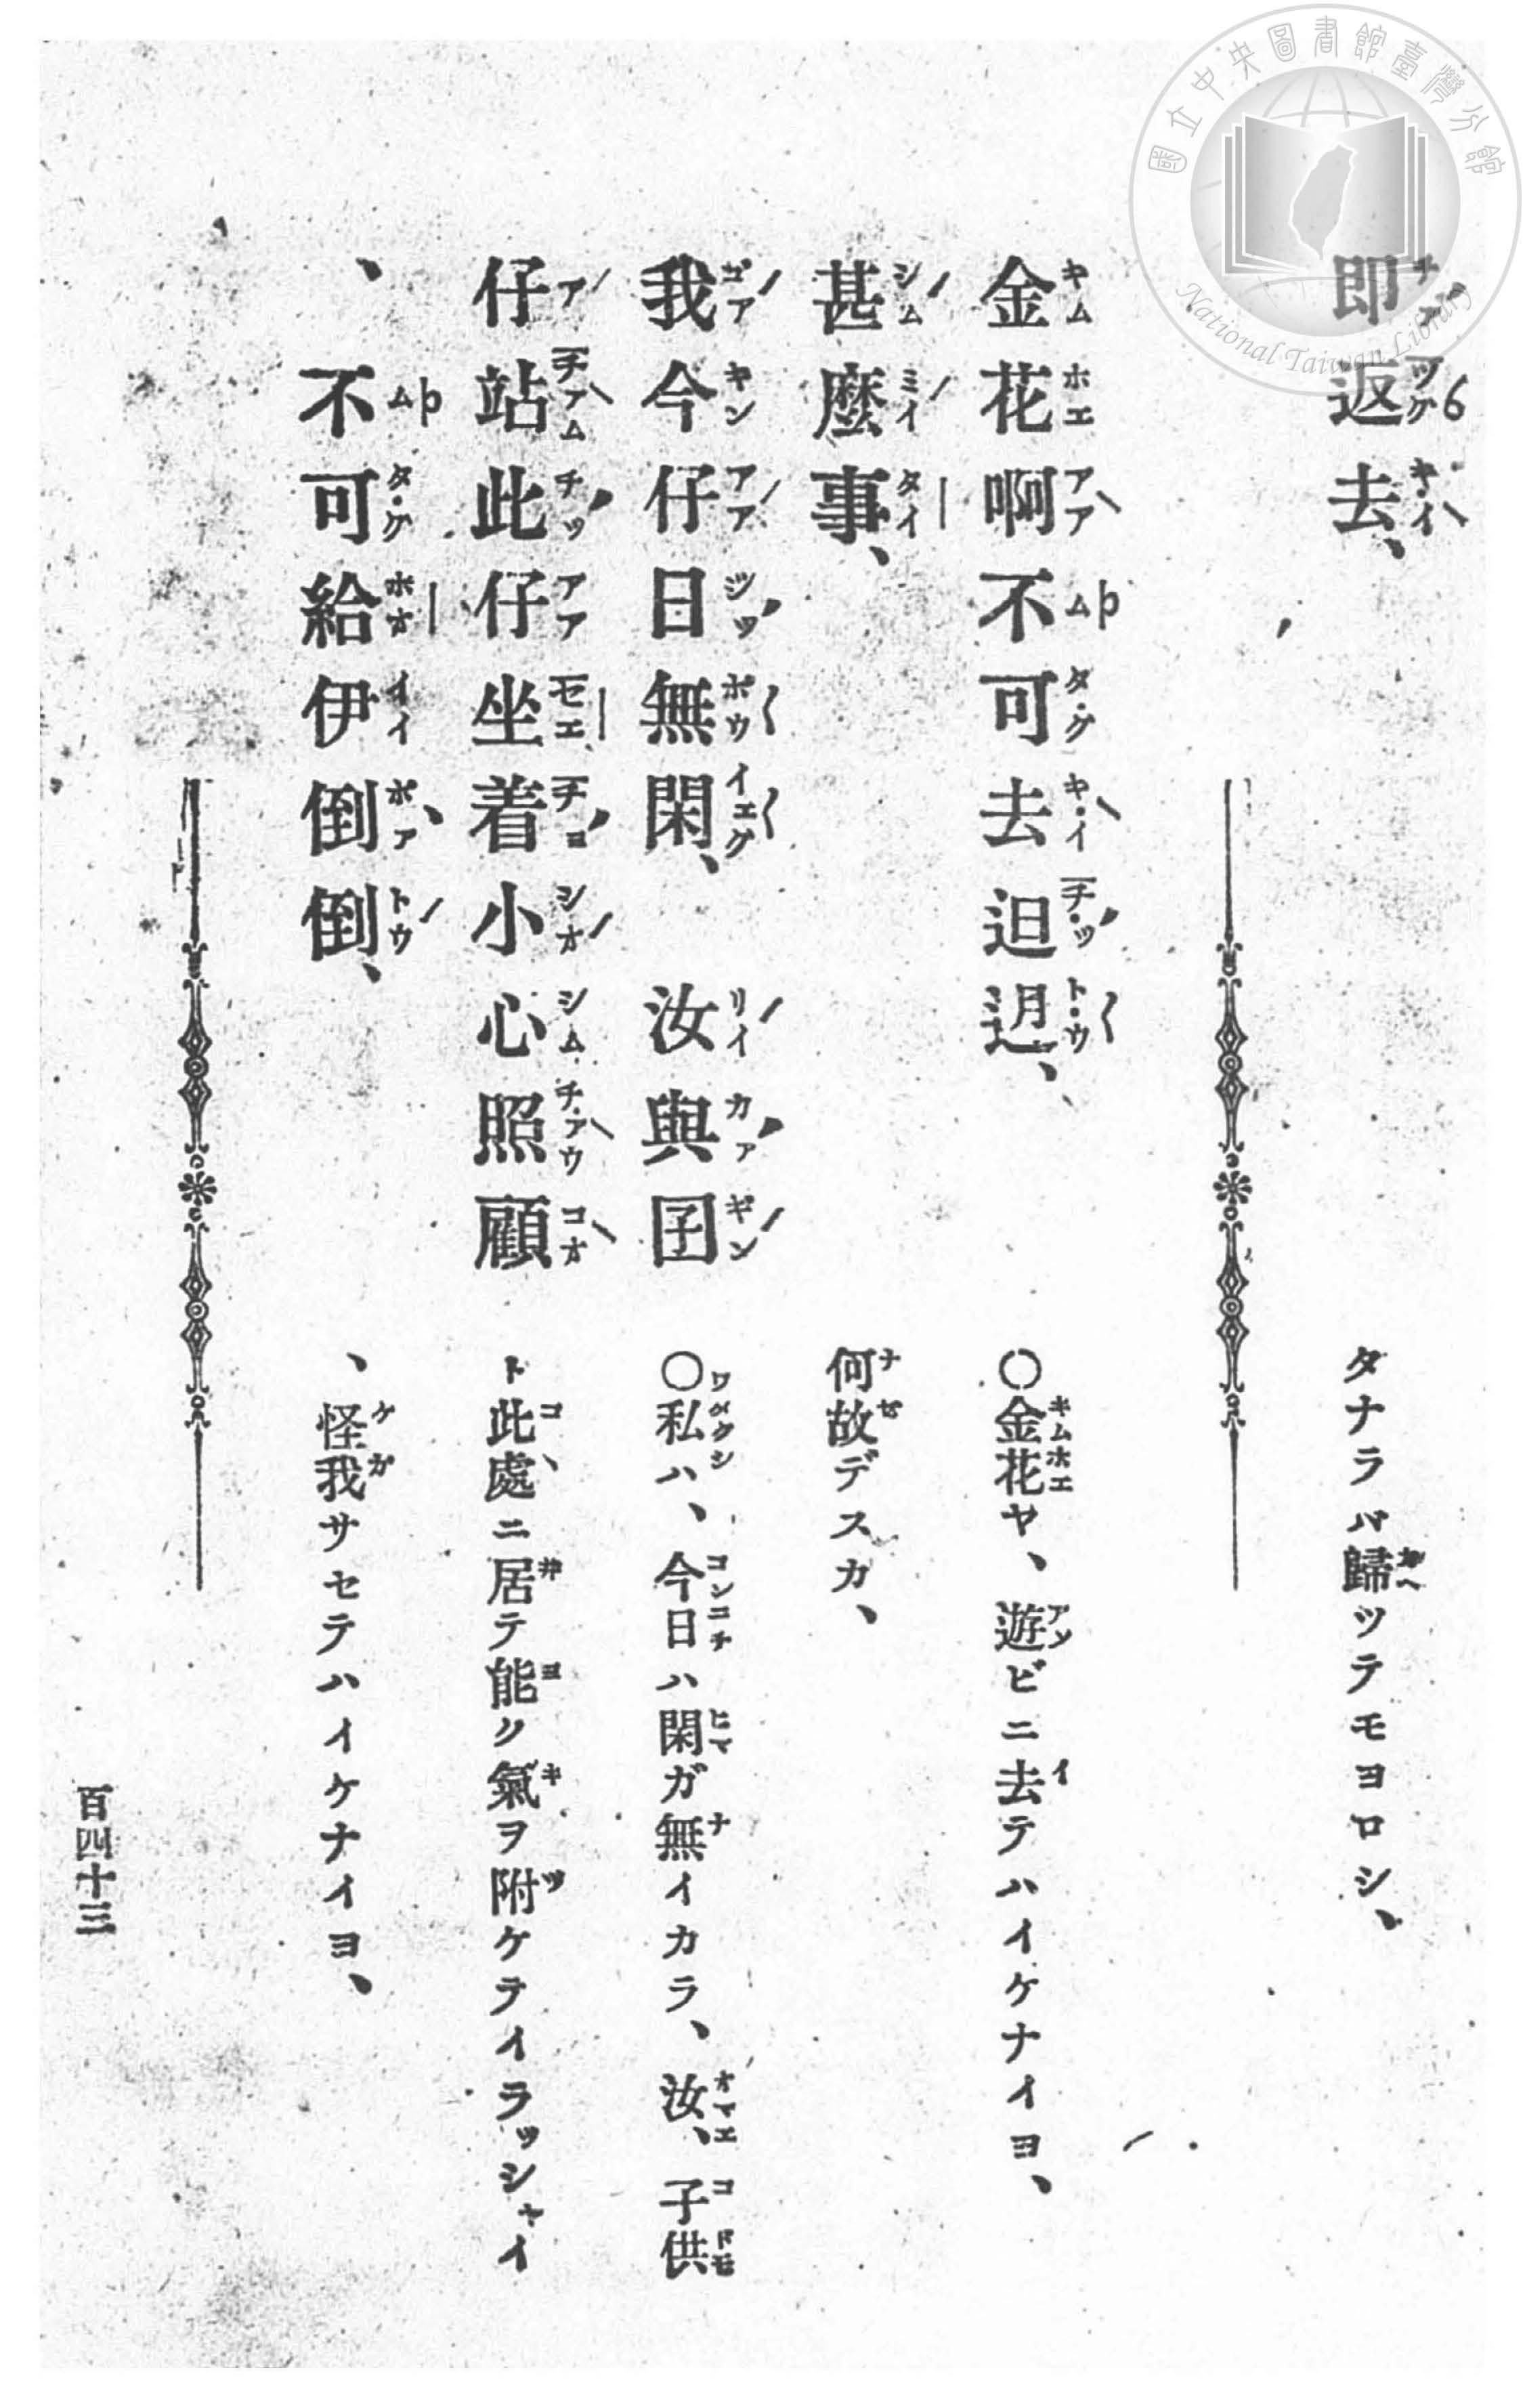 國立中央圖書館臺灣分館
National Taiwan Library
即返去、
タナラバ歸ツテモヨロシ、
金花啊不可去迌迌、
○金花ヤ、遊ビニ去テハイケナイヨ、
甚麼事、
何故デスカ、
我今仔日無閑、 汝與囝
○私ハ、今日ハ閑ガ無イカラ、汝、子供
仔站此仔坐着小心照顧
ト此處ニ居テ能ク氣ヲ附ケテイラツシヤイ
、不可給伊倒倒、
、怪我サセテハイケナイヨ、
百四十三